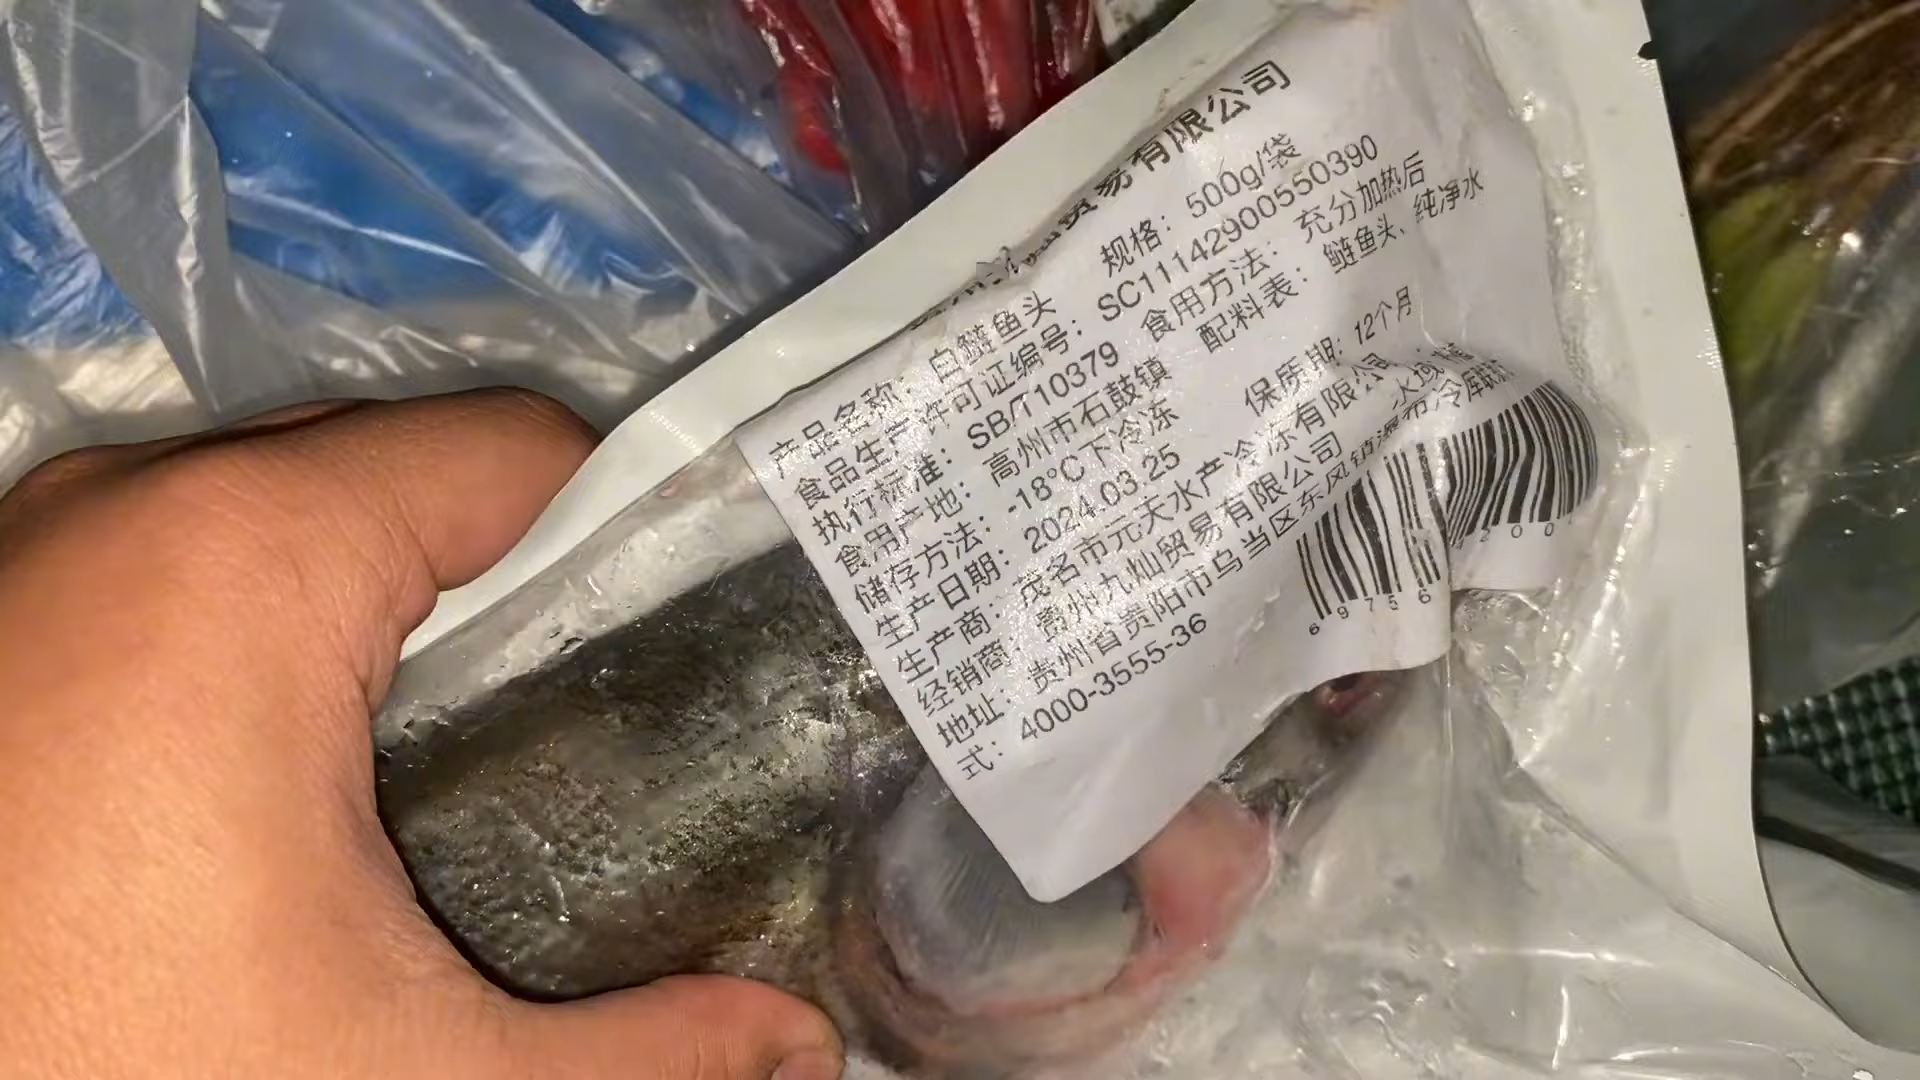 贸易有限公司
产品名称：白鲢鱼头 规格：500g/袋
食品生产许可证编号：SC11142900550390
执行标准：SB/T10379 食用方法：充分加热后
食用产地：高州市石鼓镇 配料表：鲢鱼头、纯净水
储存方法：-18℃下冷冻
生产日期：2024.03.25 保质期：12个月
生产商：茂名市元天水产冷冻有限公司
经销商：贵州九灿贸易有限公司
地址：贵州省贵阳市乌当区东风镇
式：4000-3555-36
69756
4200